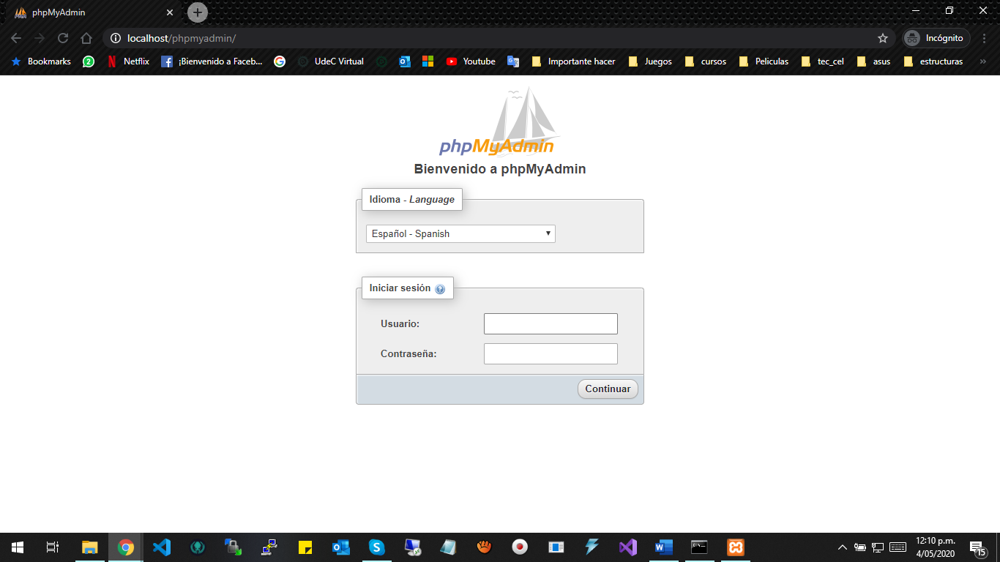 phpMyAdmin
localhost/phpmyadmin/
Incógnito
Bookmarks
2
Netflix
¡Bienvenido a Faceb...
UdeC Virtual
Youtube
Importante hacer
Juegos
cursos
Peliculas
tec_cel
asus
estructuras
»
phpMyAdmin
Bienvenido a phpMyAdmin
Idioma - Language
Español - Spanish
Iniciar sesión
Usuario:
Contraseña:
Continuar
12:10 p.m.
4/05/2020
15